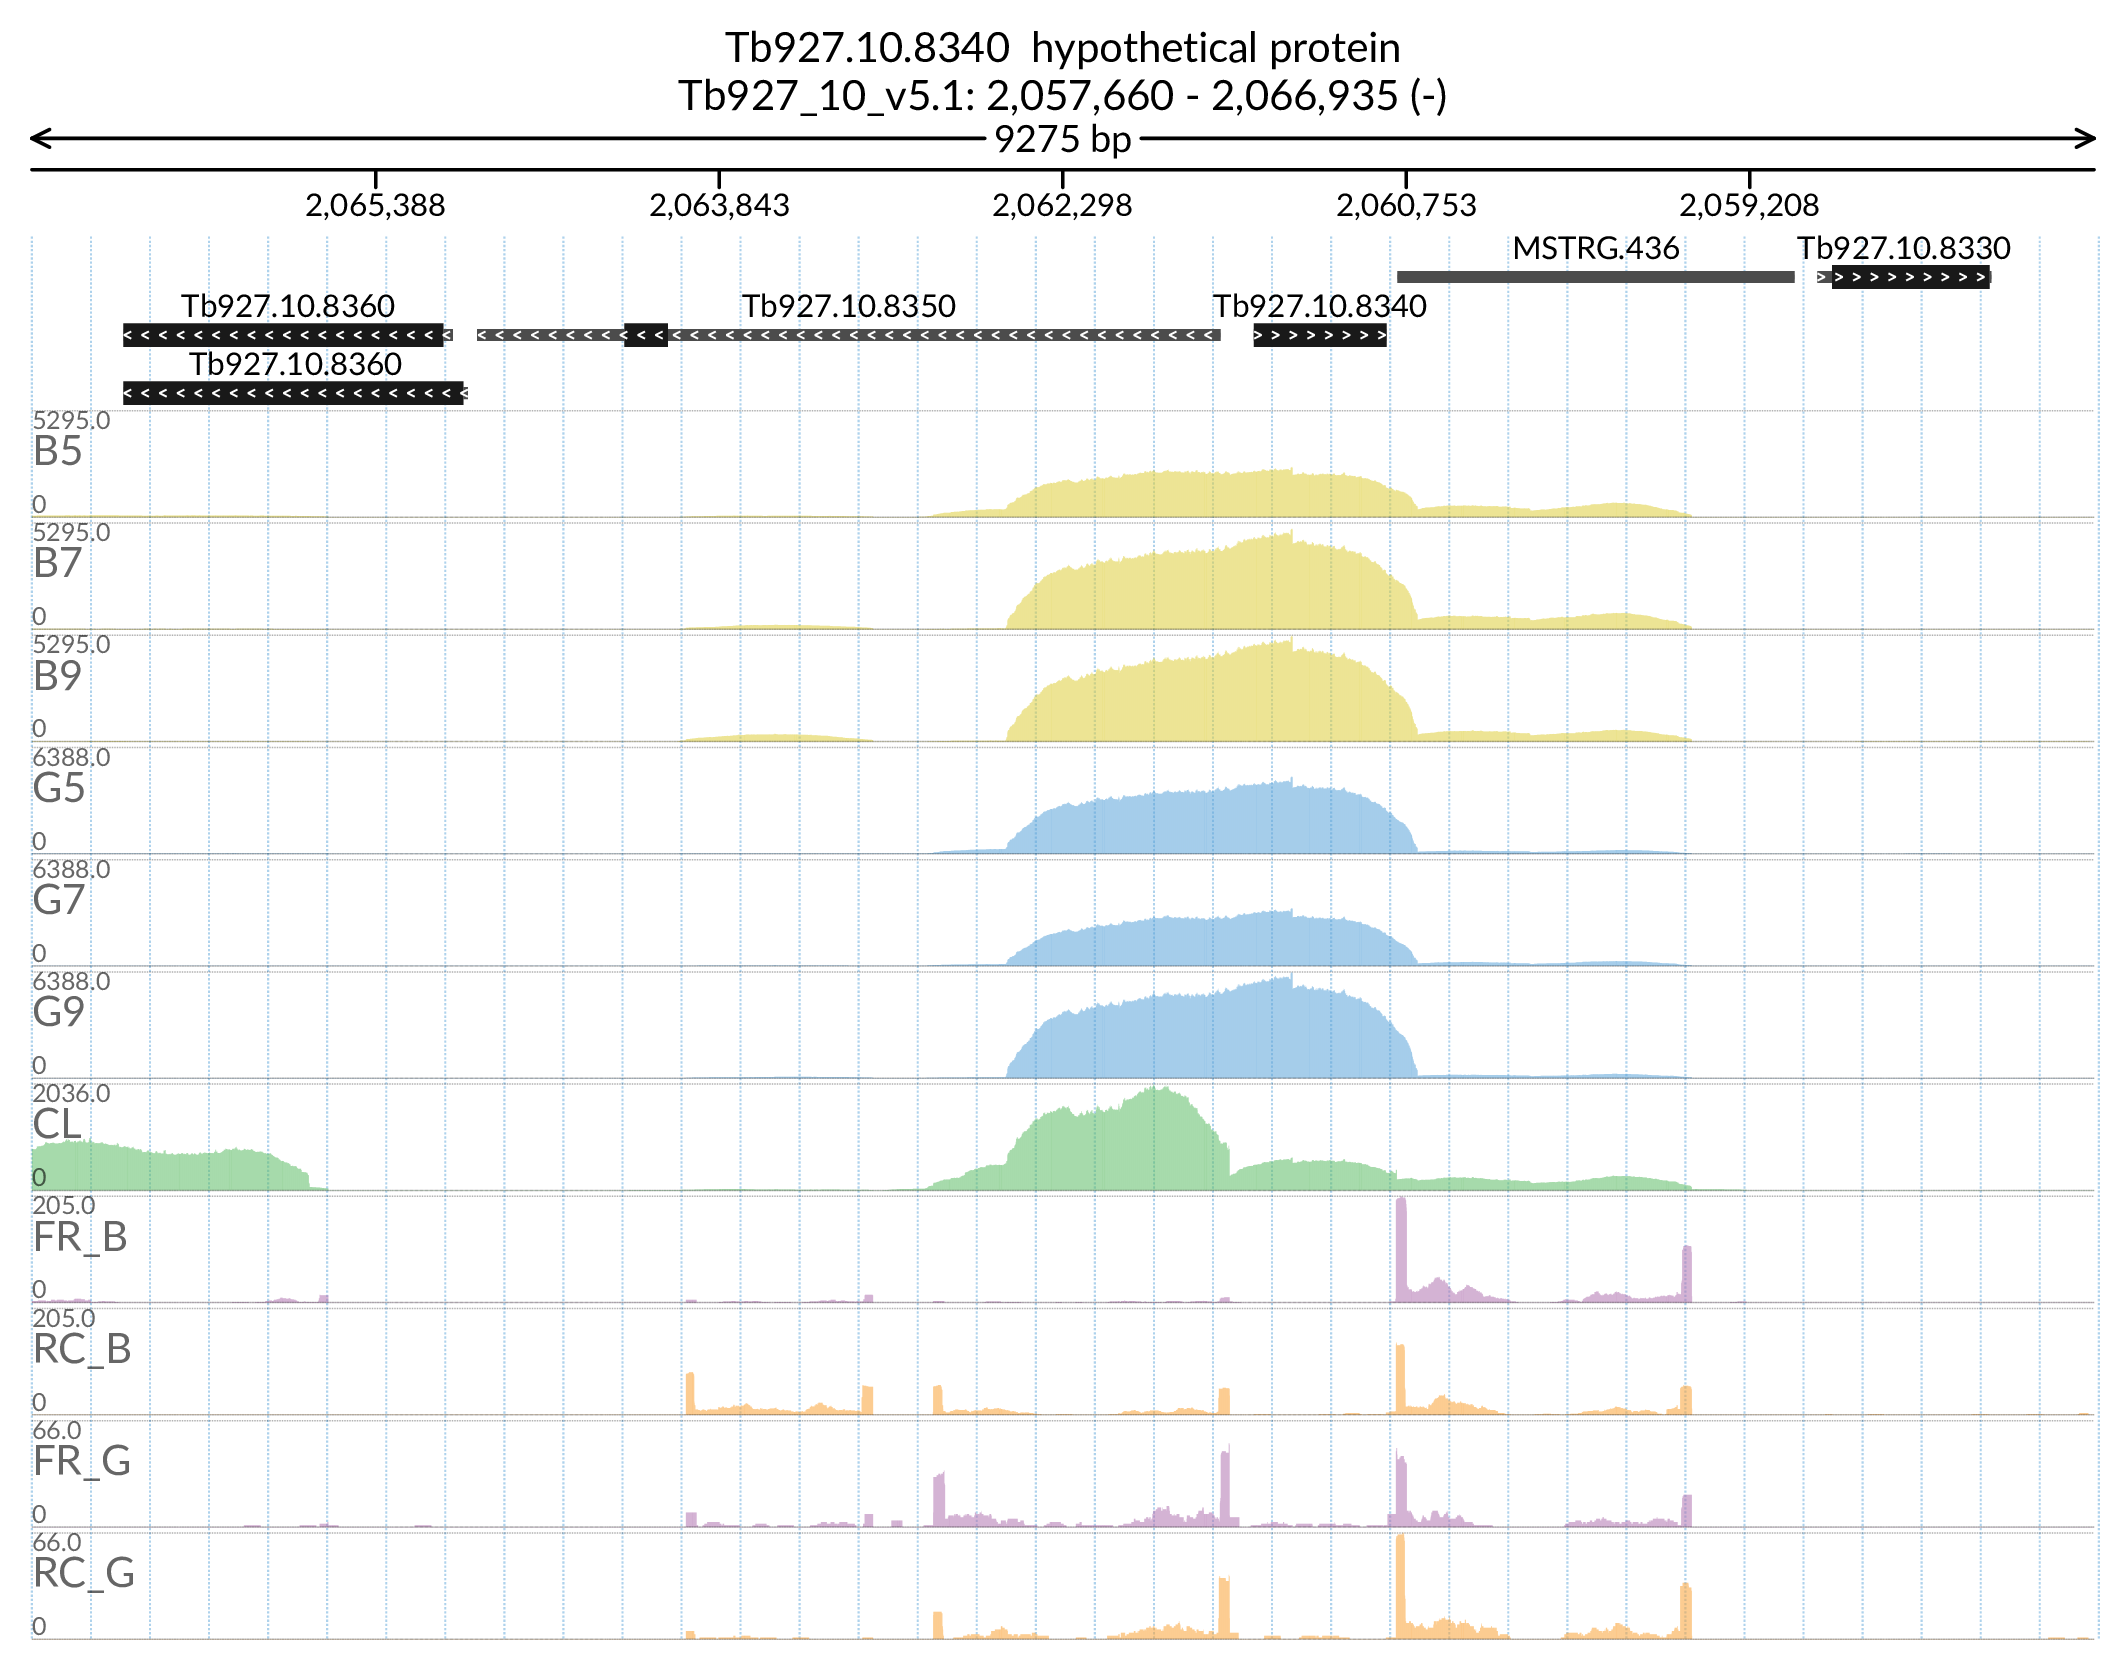 Tb927.10.8340 hypothetical protein
Tb927_10_v5.1: 2,057,660 - 2,066,935 (-)
9275 bp
2,065,388 2,063,843 2,062,298 2,060,753 2,059,208
MSTRG.436 Tb927.10.8330
Tb927.10.8360 Tb927.10.8350 Tb927.10.8340
Tb927.10.8360
5295.0
B5
0
5295.0
B7
0
5295.0
B9
0
6388.0
G5
0
6388.0
G7
0
6388.0
G9
0
2036.0
CL
0
205.0
FR_B
0
205.0
RC_B
0
66.0
FR_G
0
66.0
RC_G
0